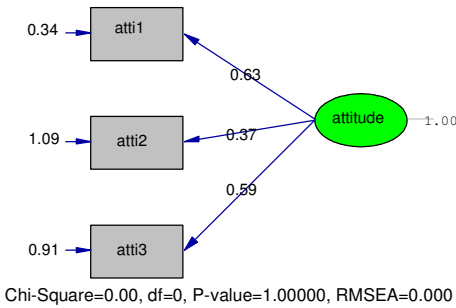 0.34 atti1
0.63
attitude 1.00
1.09 atti2 0.37
0.59
0.91 atti3
Chi-Square=0.00, df=0, P-value=1.00000, RMSEA=0.000